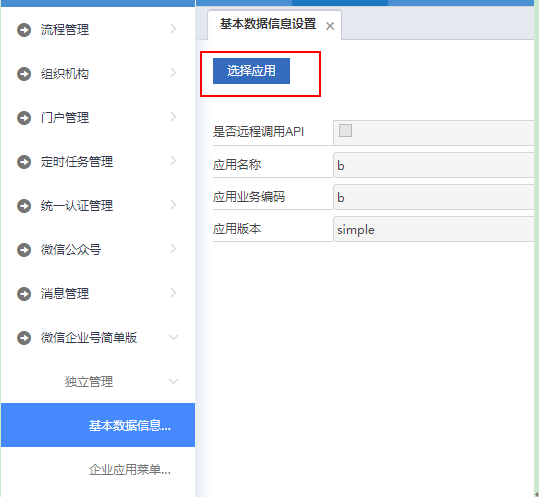 流程管理
组织机构
门户管理
定时任务管理
统一认证管理
微信公众号
消息管理
微信企业号简单版
独立管理
基本数据信息...
企业应用菜单...
基本数据信息设置
选择应用
是否远程调用API
应用名称 b
应用业务编码 b
应用版本 simple